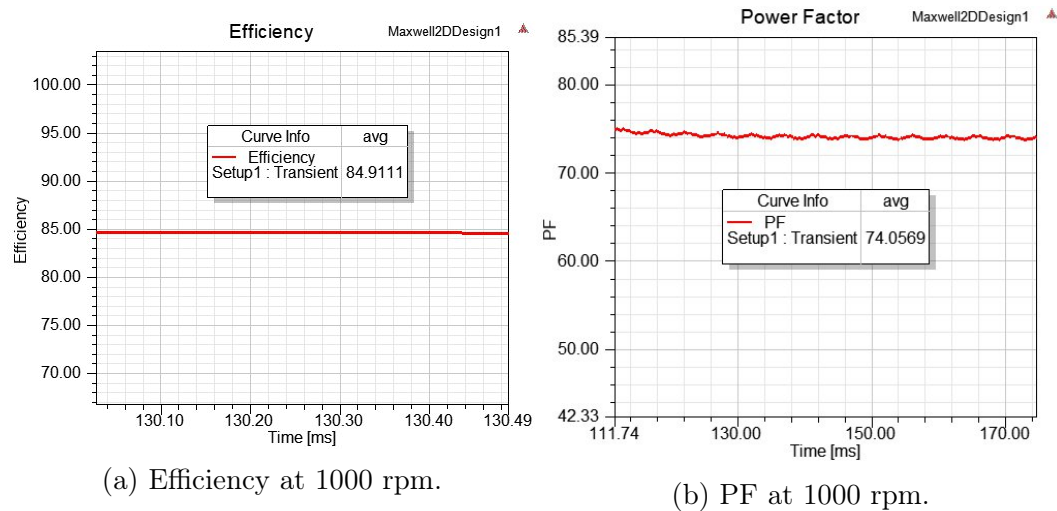 Efficiency
Maxwell2DDesign1
100.00
95.00
90.00
85.00
80.00
75.00
70.00
Efficiency
Curve Info avg
Efficiency
Setup1 : Transient 84.9111
130.10 130.20 130.30 130.40 130.49
Time [ms]
(a) Efficiency at 1000 rpm.
Power Factor
Maxwell2DDesign1
85.39
80.00
70.00
60.00
50.00
42.33
PF
Curve Info avg
PF
Setup1 : Transient 74.0569
111.74 130.00 150.00 170.00
Time [ms]
(b) PF at 1000 rpm.